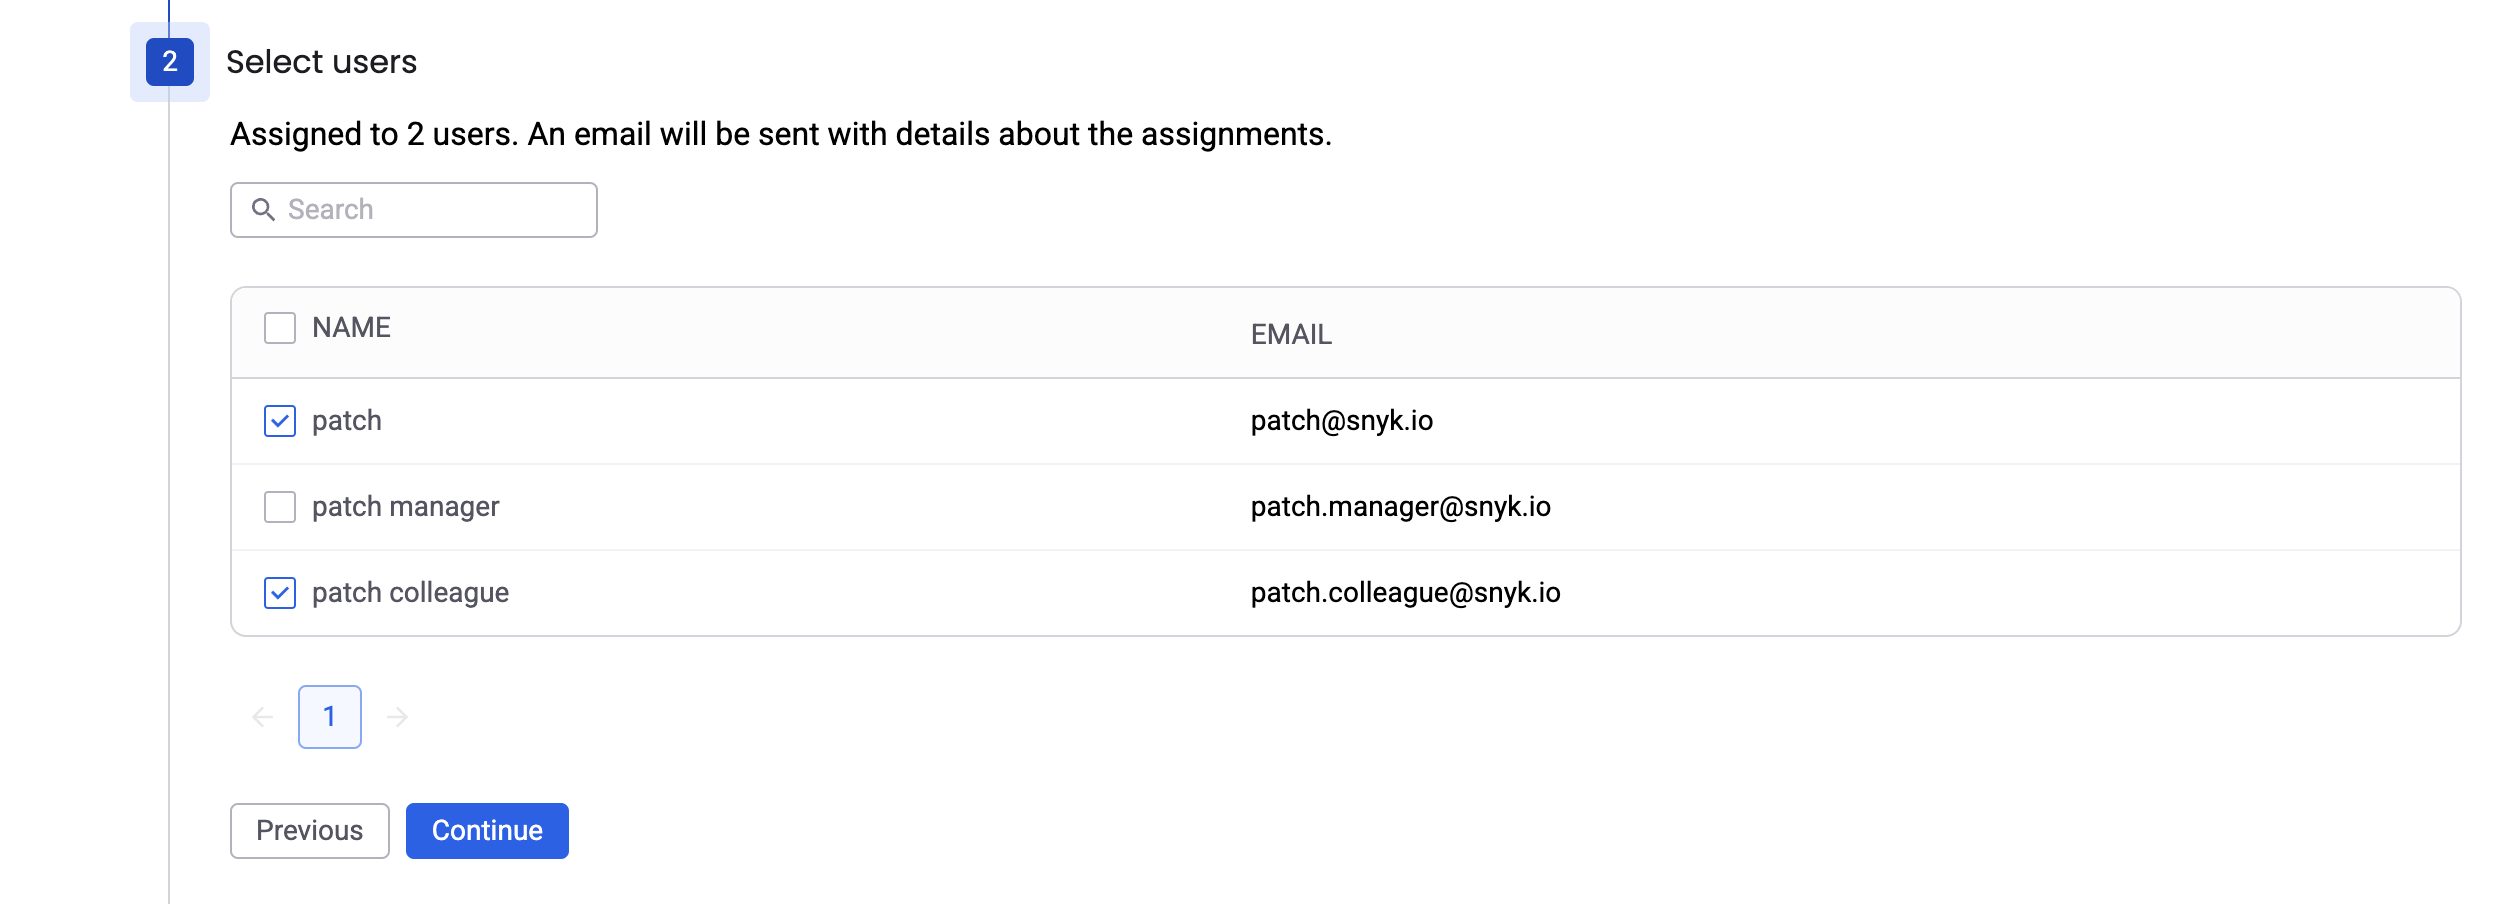 2 Select users
Assigned to 2 users. An email will be sent with details about the assignments.
Search
NAME EMAIL
patch patch@snyk.io
patch manager patch.manager@snyk.io
patch colleague patch.colleague@snyk.io
1
Previous Continue